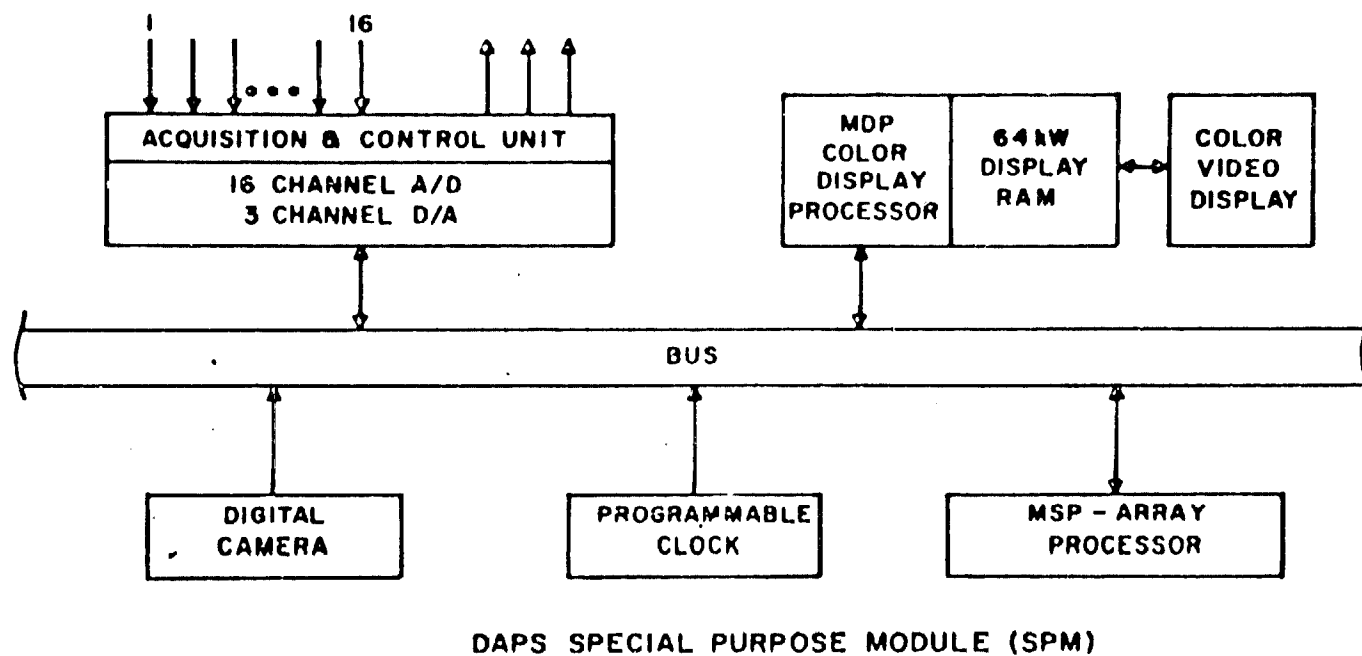 1 16
ACQUISITION & CONTROL UNIT
16 CHANNEL A/D
3 CHANNEL D/A
MDP
COLOR
DISPLAY
PROCESSOR
64 kW
DISPLAY
RAM
COLOR
VIDEO
DISPLAY
BUS
DIGITAL
CAMERA
PROGRAMMABLE
CLOCK
MSP - ARRAY
PROCESSOR
DAPS SPECIAL PURPOSE MODULE (SPM)